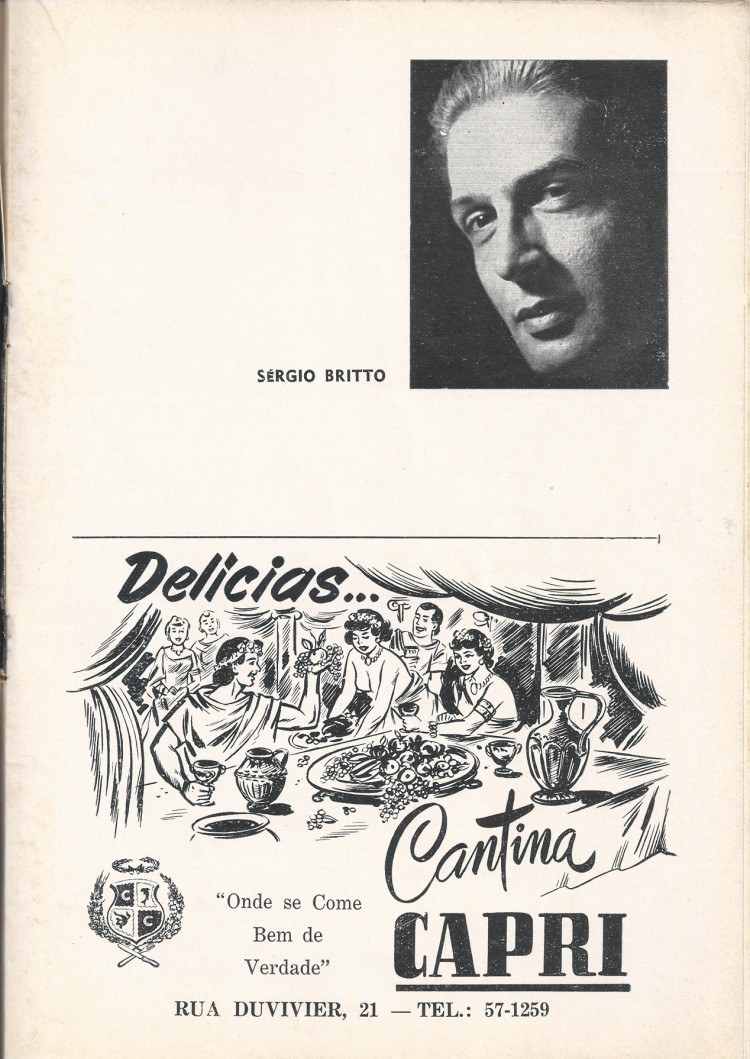 SÉRGIO BRITTO
Delicias...
Cantina
CAPRI
"Onde se Come
Bem de
Verdade"
RUA DUVIVIER, 21 — TEL.: 57-1259